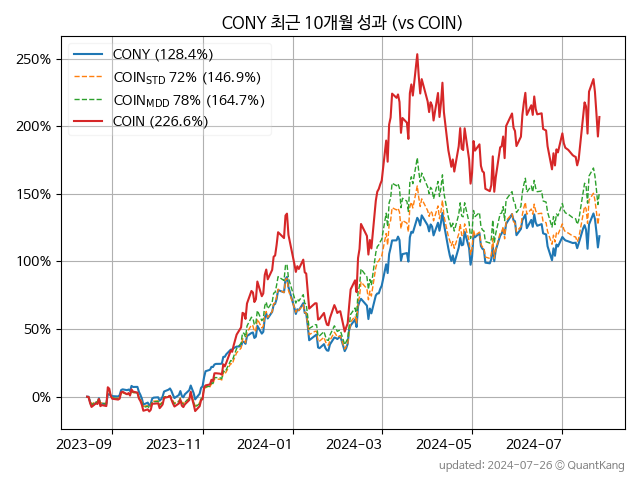 CONY 최근 10개월 성과 (vs COIN)
CONY (128.4%)
COINSTD 72% (146.9%)
COINMDD 78% (164.7%)
COIN (226.6%)
250%
200%
150%
100%
50%
0%
2023-09 2023-11 2024-01 2024-03 2024-05 2024-07
updated: 2024-07-26 © QuantKang